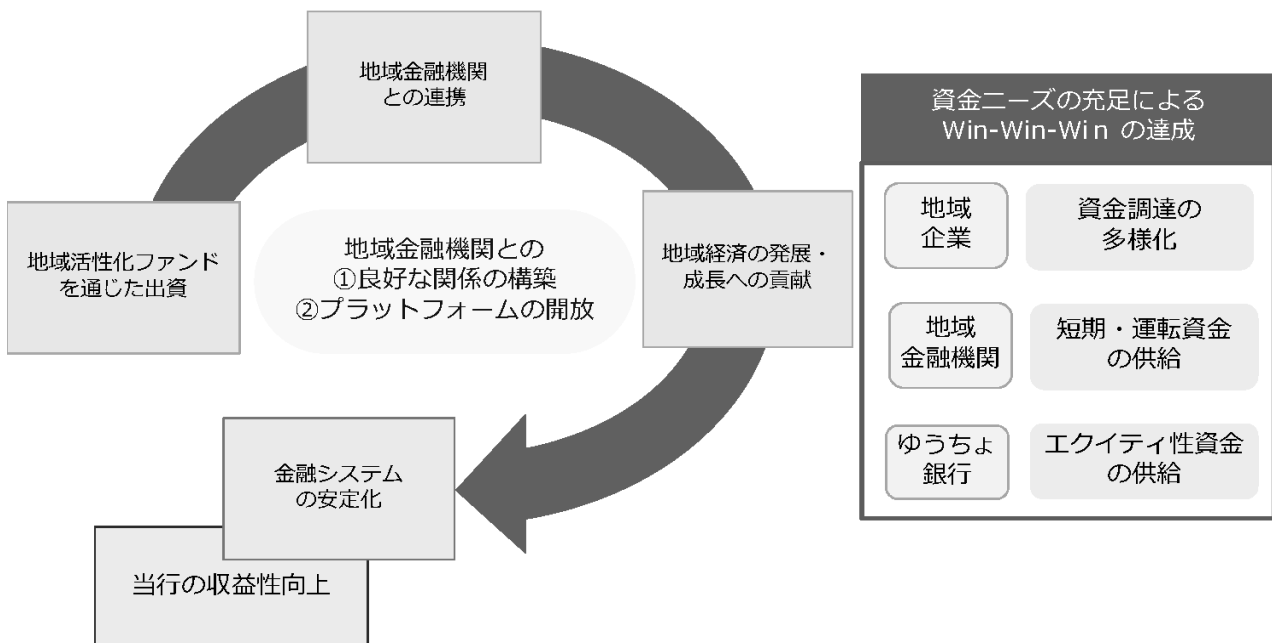 地域金融機関
との連携
地域活性化ファンド
を通じた出資
地域金融機関との
①良好な関係の構築
②プラットフォームの開放
地域経済の発展・
成長への貢献
金融システム
の安定化
当行の収益性向上
資金ニーズの充足による
Win-Win-Win の達成
地域
企業
資金調達の
多様化
地域
金融機関
短期・運転資金
の供給
ゆうちょ
銀行
エクイティ性資金
の供給